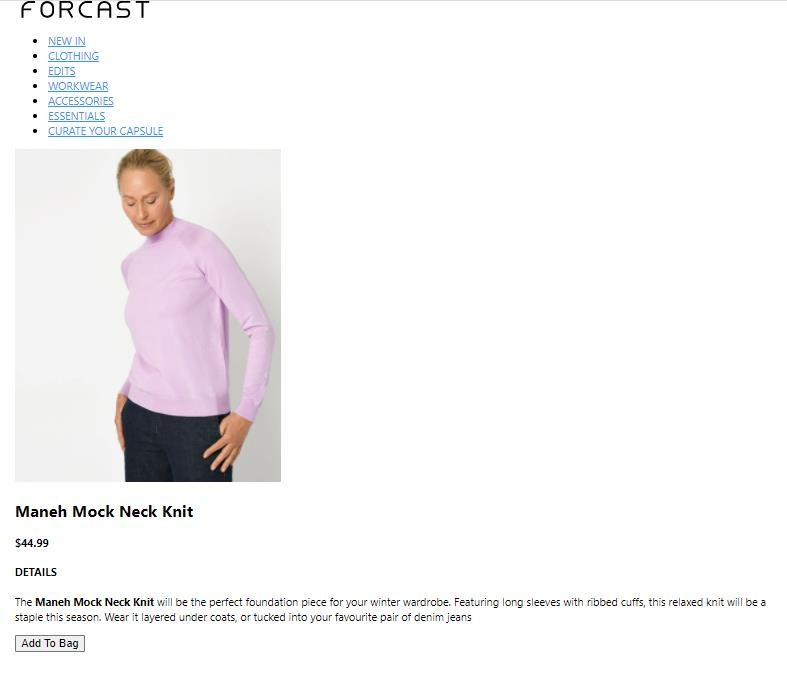 FORCAST
NEW IN
CLOTHING
EDITS
WORKWEAR
ACCESSORIES
ESSENTIALS
CURATE YOUR CAPSULE
Maneh Mock Neck Knit
$44.99
DETAILS
The Maneh Mock Neck Knit will be the perfect foundation piece for your winter wardrobe. Featuring long sleeves with ribbed cuffs, this relaxed knit will be a
staple this season. Wear it layered under coats, or tucked into your favourite pair of denim jeans
Add To Bag